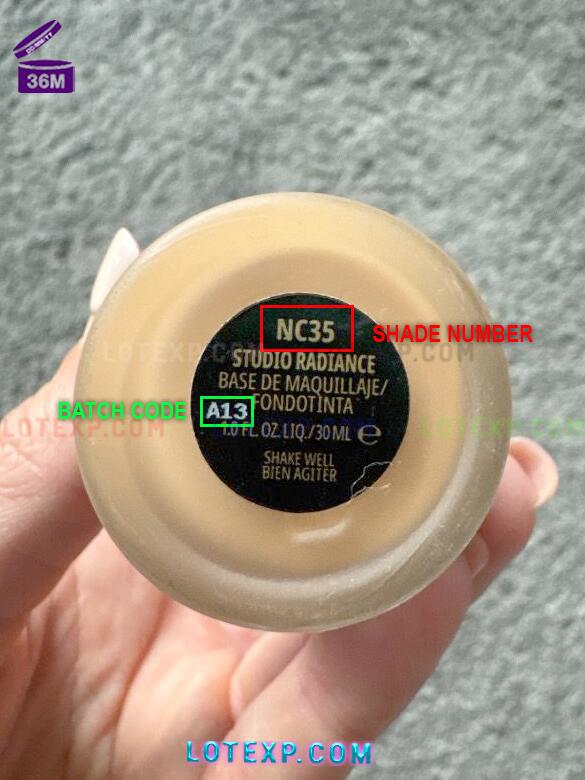 36M
NC35
SHADE NUMBER
STUDIO RADIANCE
LOTEXP.COM
BASE DE MAQUILLAJE/
FONDOTINTA
BATCH CODE
A13
1.0 FL. OZ. LIQ./30 ML e
LOTEXP.COM
SHAKE WELL
BIEN AGITER
LOTEXP.COM